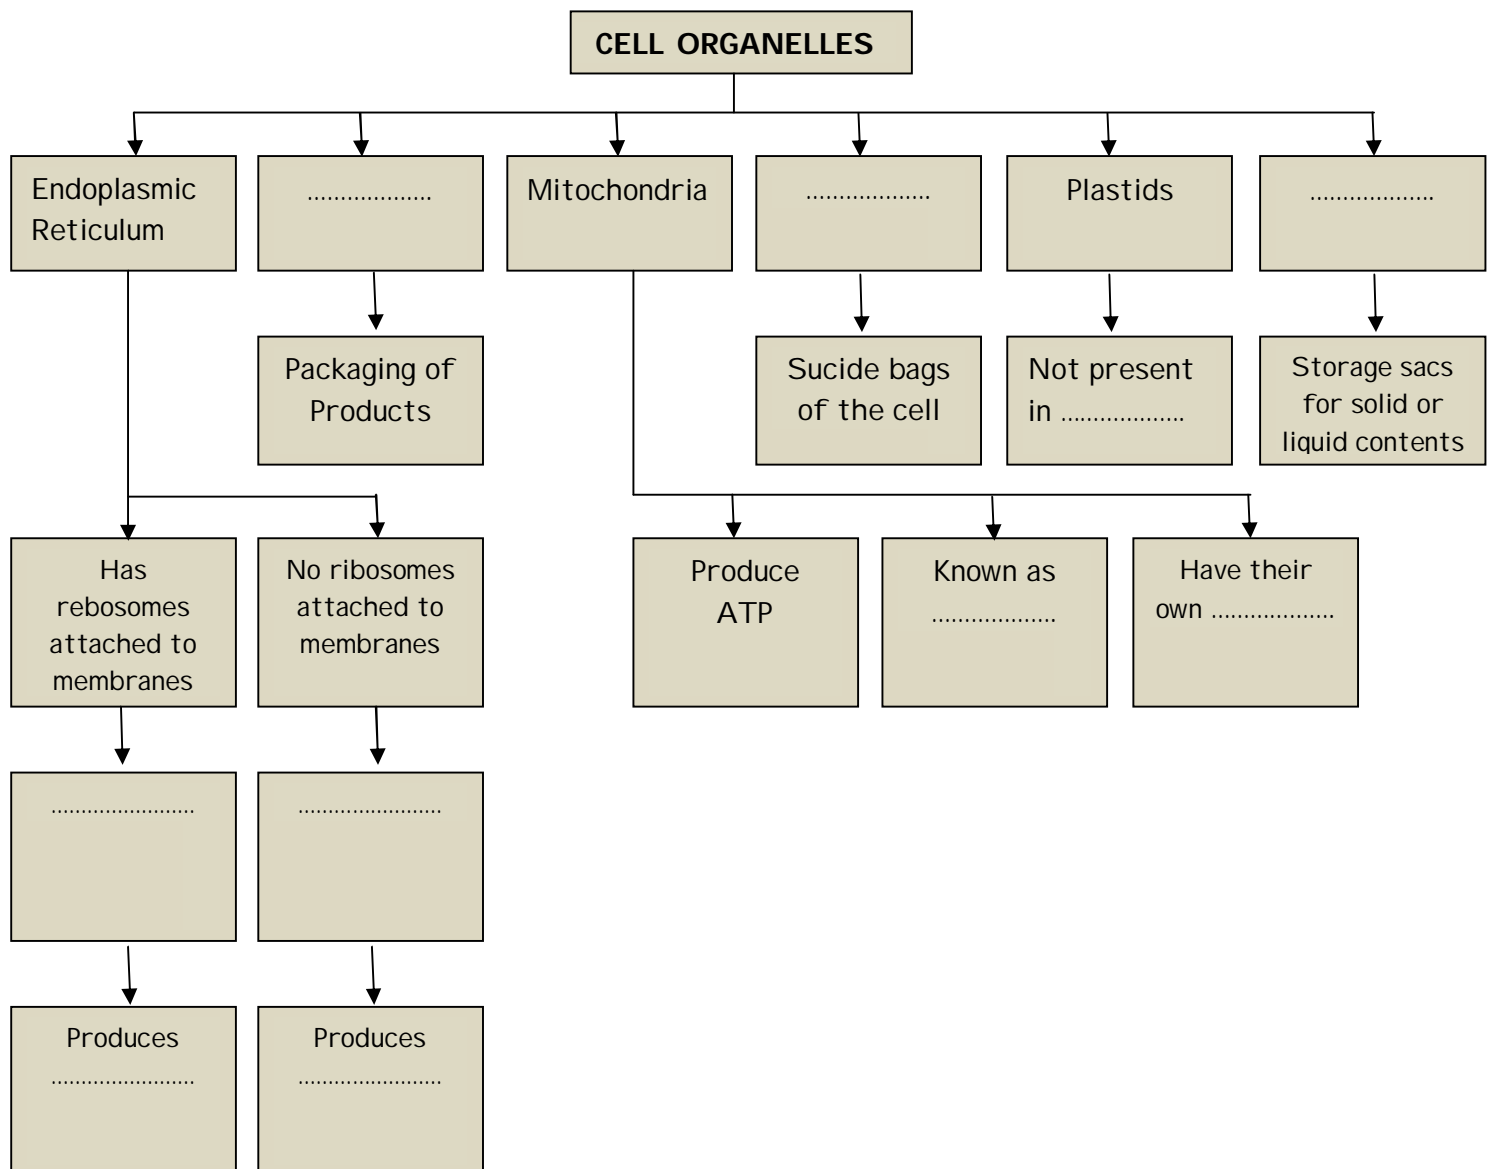 CELL ORGANELLES
Endoplasmic
Reticulum
...................
Mitochondria
...................
Plastids
...................
Packaging of
Products
Sucide bags
of the cell
Not present
in ...................
Storage sacs
for solid or
liquid contents
Has
rebosomes
attached to
membranes
No ribosomes
attached to
membranes
Produce
ATP
Known as
...................
Have their
own ...................
........................
........................
Produces
........................
Produces
........................